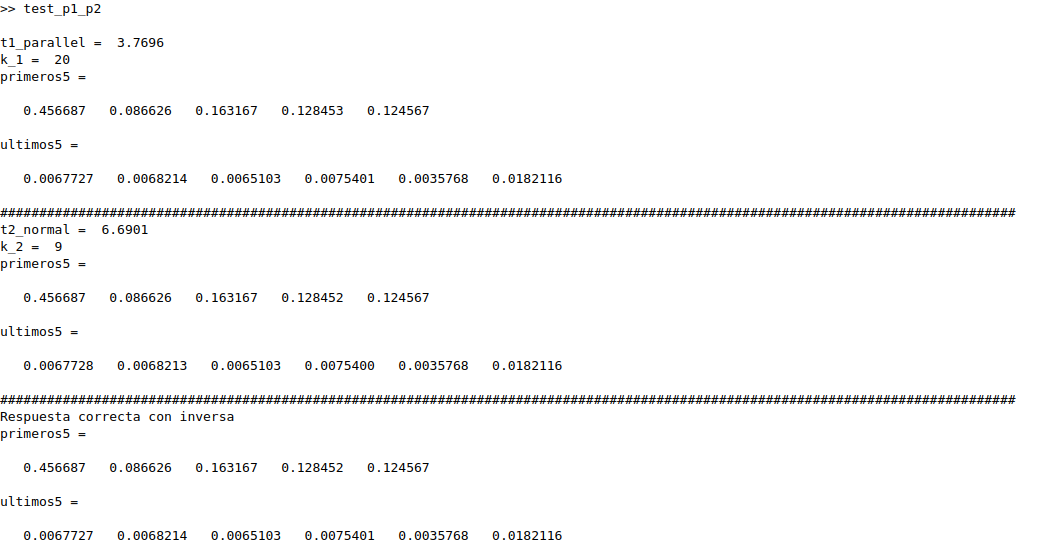 >> test_p1_p2
t1_parallel =  3.7696
k_1 =  20
primeros5 =
   0.456687   0.086626   0.163167   0.128453   0.124567
ultimos5 =
   0.0067727   0.0068214   0.0065103   0.0075401   0.0035768   0.0182116
##################################################################################################################################
t2_normal =  6.6901
k_2 =  9
primeros5 =
   0.456687   0.086626   0.163167   0.128452   0.124567
ultimos5 =
   0.0067728   0.0068213   0.0065103   0.0075400   0.0035768   0.0182116
##################################################################################################################################
Respuesta correcta con inversa
primeros5 =
   0.456687   0.086626   0.163167   0.128452   0.124567
ultimos5 =
   0.0067727   0.0068214   0.0065103   0.0075401   0.0035768   0.0182116